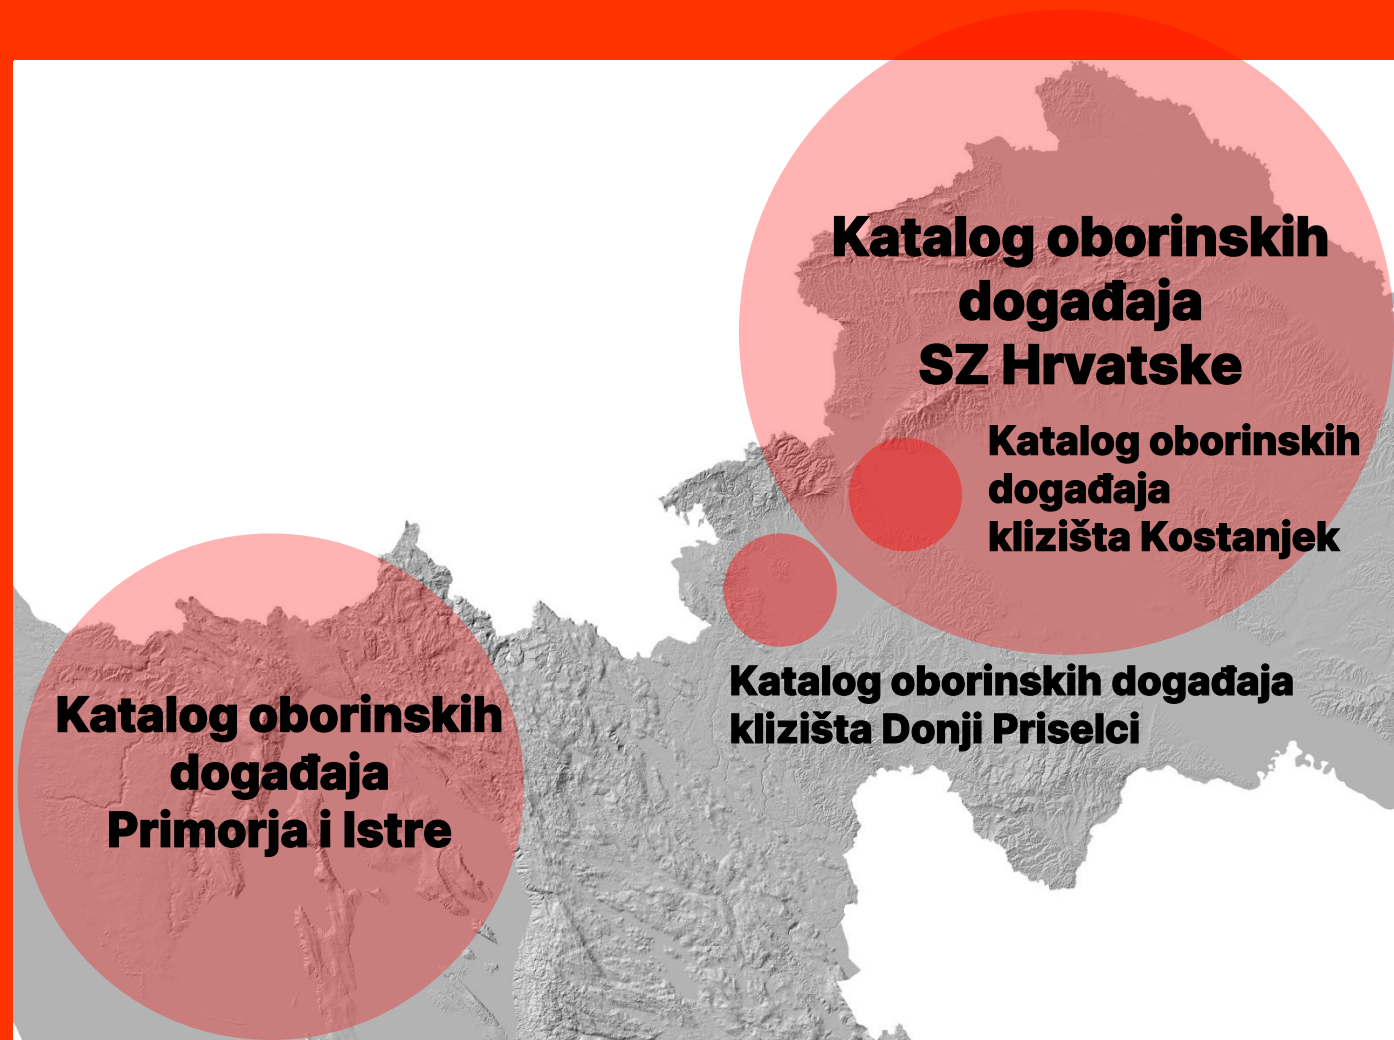 Katalog oborinskih
događaja
SZ Hrvatske
Katalog oborinskih
događaja
klizišta Kostanjek
Katalog oborinskih događaja
klizišta Donji Priselci
Katalog oborinskih
događaja
Primorja i Istre